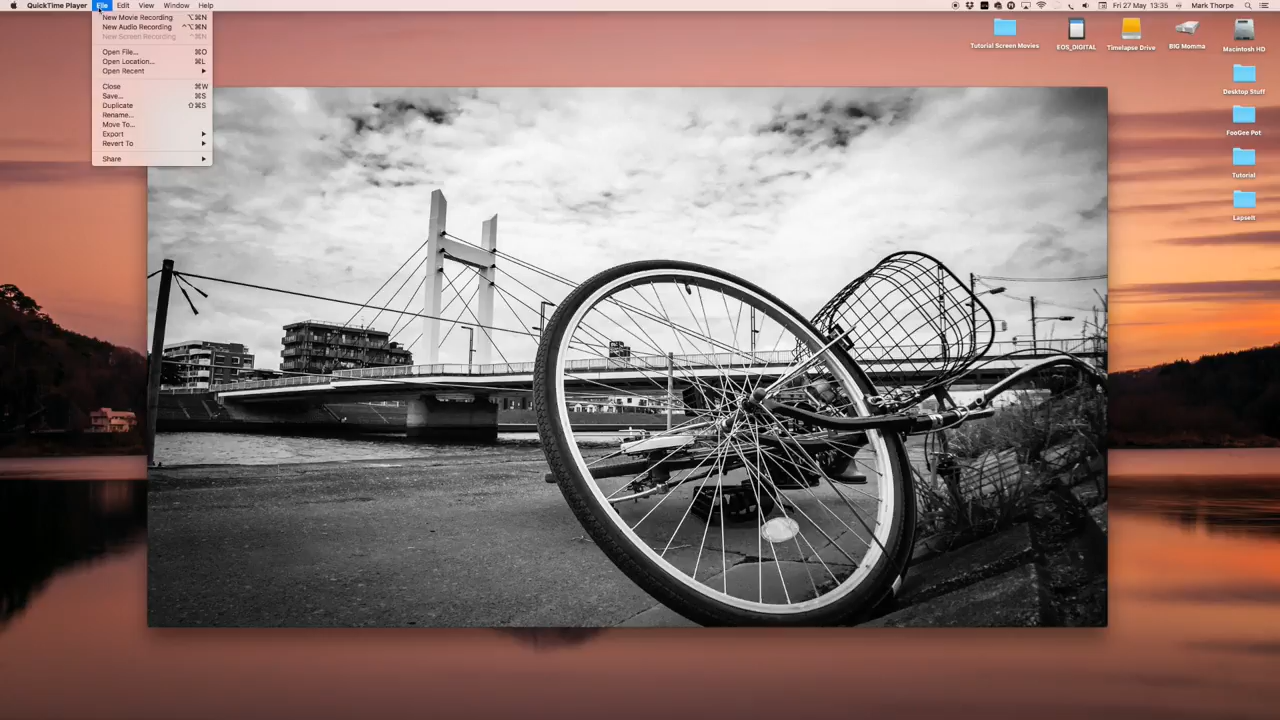 QuickTime Player File Edit View Window Help Fri 27 May 13:35 Mark Thorpe
New Movie Recording ⌥⌘N
New Audio Recording ^⌥⌘N
New Screen Recording ^⌘N
Open File... ⌘O
Open Location... ⌘L
Open Recent
Close ⌘W
Save... ⌘S
Duplicate ⇧⌘S
Rename...
Move To...
Export
Revert To
Share
Tutorial Screen Movies
EOS_DIGITAL
Timelapse Drive
BIG Momma
Macintosh HD
Desktop Stuff
FooGee Pot
Tutorial
LapseIt